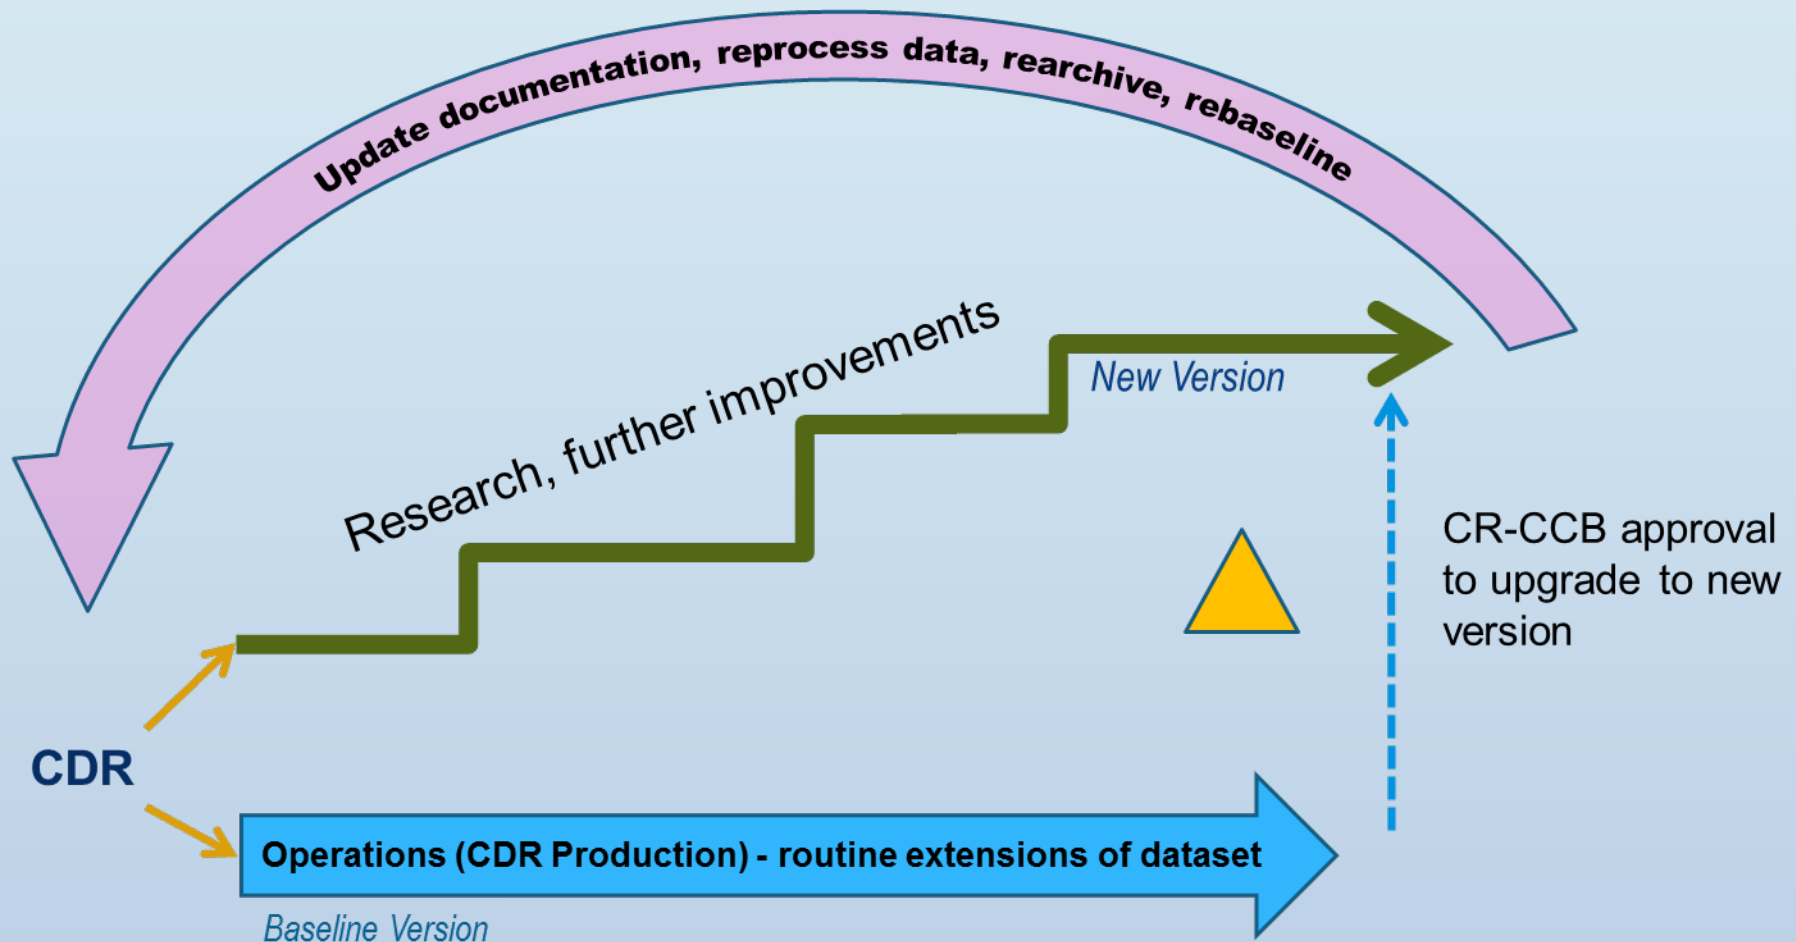 Update documentation, reprocess data, rearchive, rebaseline
Research, further improvements
New Version
CR-CCB approval
to upgrade to new
version
CDR
Operations (CDR Production) - routine extensions of dataset
Baseline Version